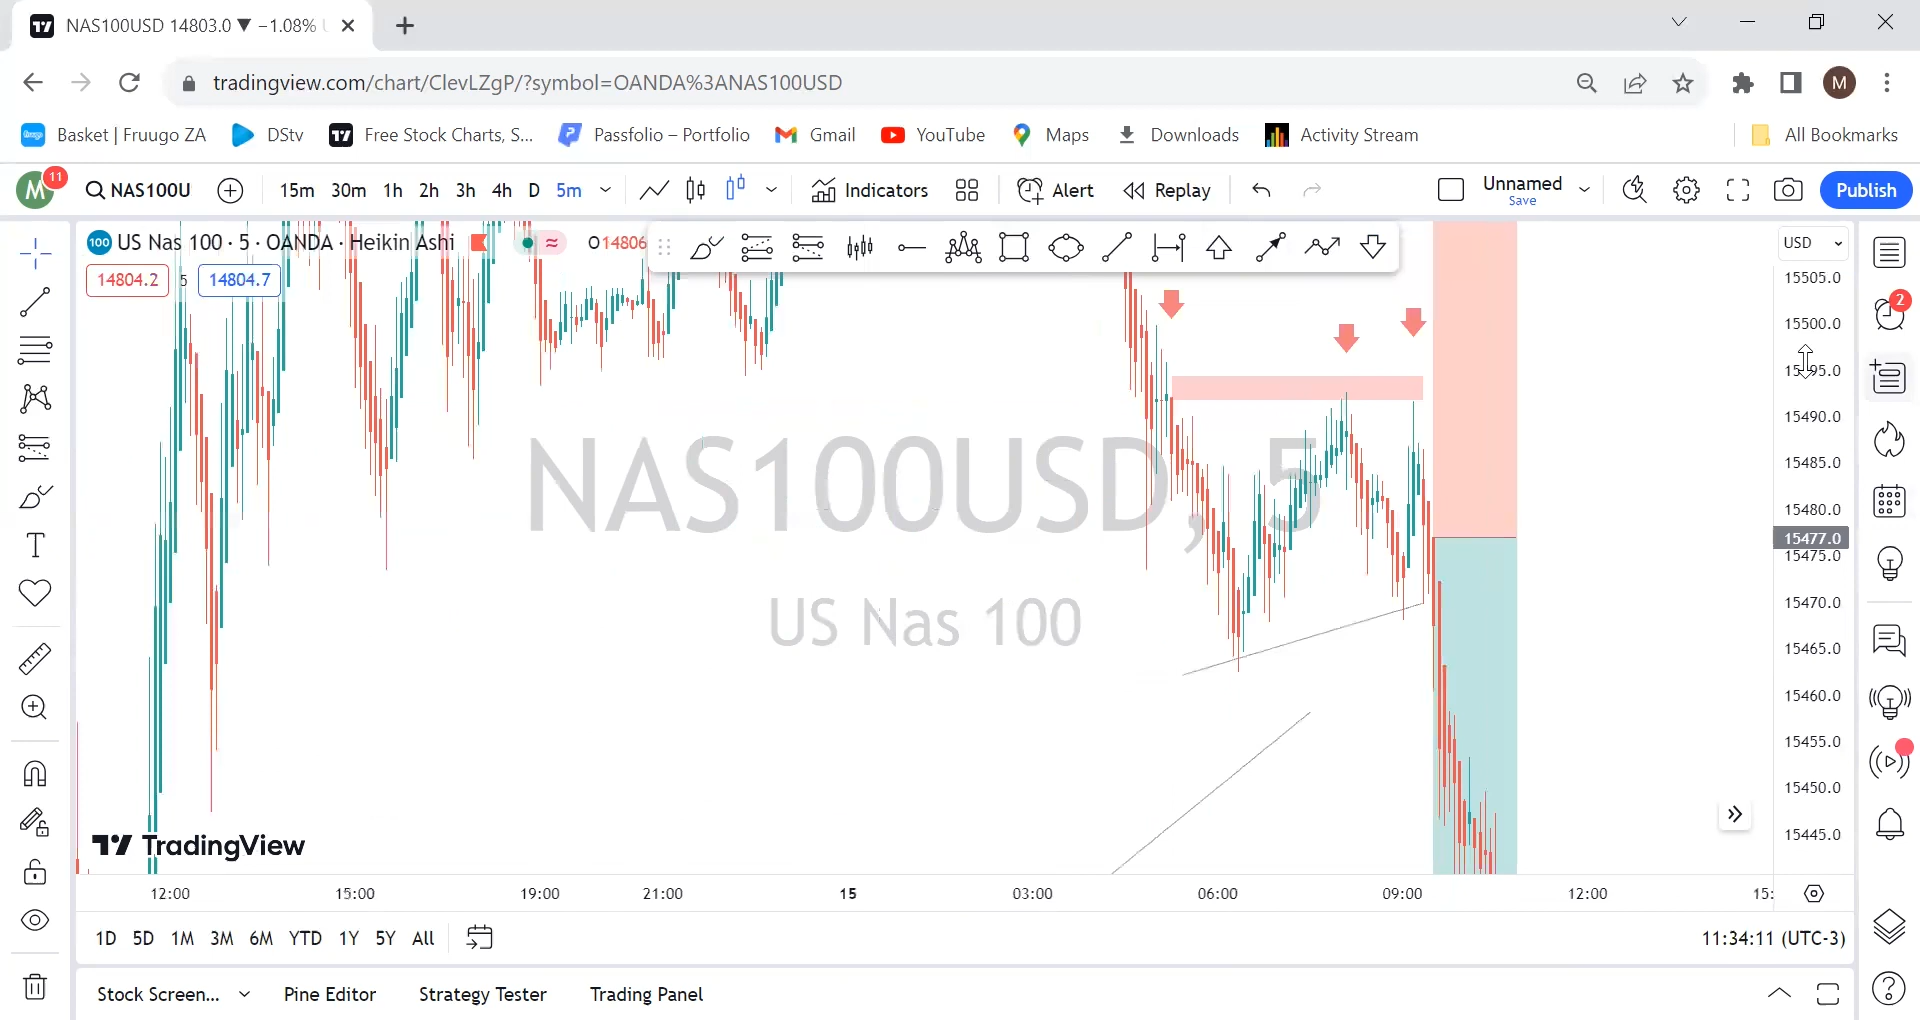 NAS100USD 14803.0 ▼ −1.08%
tradingview.com/chart/ClevLZgP/?symbol=OANDA%3ANAS100USD
M
Basket | Fruugo ZA
DStv
Free Stock Charts, S...
Passfolio – Portfolio
Gmail
YouTube
Maps
Downloads
Activity Stream
All Bookmarks
M
11
NAS100U
15m 30m 1h 2h 3h 4h D 5m
Indicators
Alert
Replay
Unnamed
Save
Publish
100 US Nas 100 · 5 · OANDA · Heikin Ashi
O14806
14804.2 5 14804.7
NAS100USD, 5
US Nas 100
USD
15505.0
15500.0
15495.0
15490.0
15485.0
15480.0
15477.0
15475.0
15470.0
15465.0
15460.0
15455.0
15450.0
15445.0
2
TradingView
12:00 15:00 19:00 21:00 15 03:00 06:00 09:00 12:00 15:
1D 5D 1M 3M 6M YTD 1Y 5Y All
11:34:11 (UTC-3)
Stock Screen... Pine Editor Strategy Tester Trading Panel